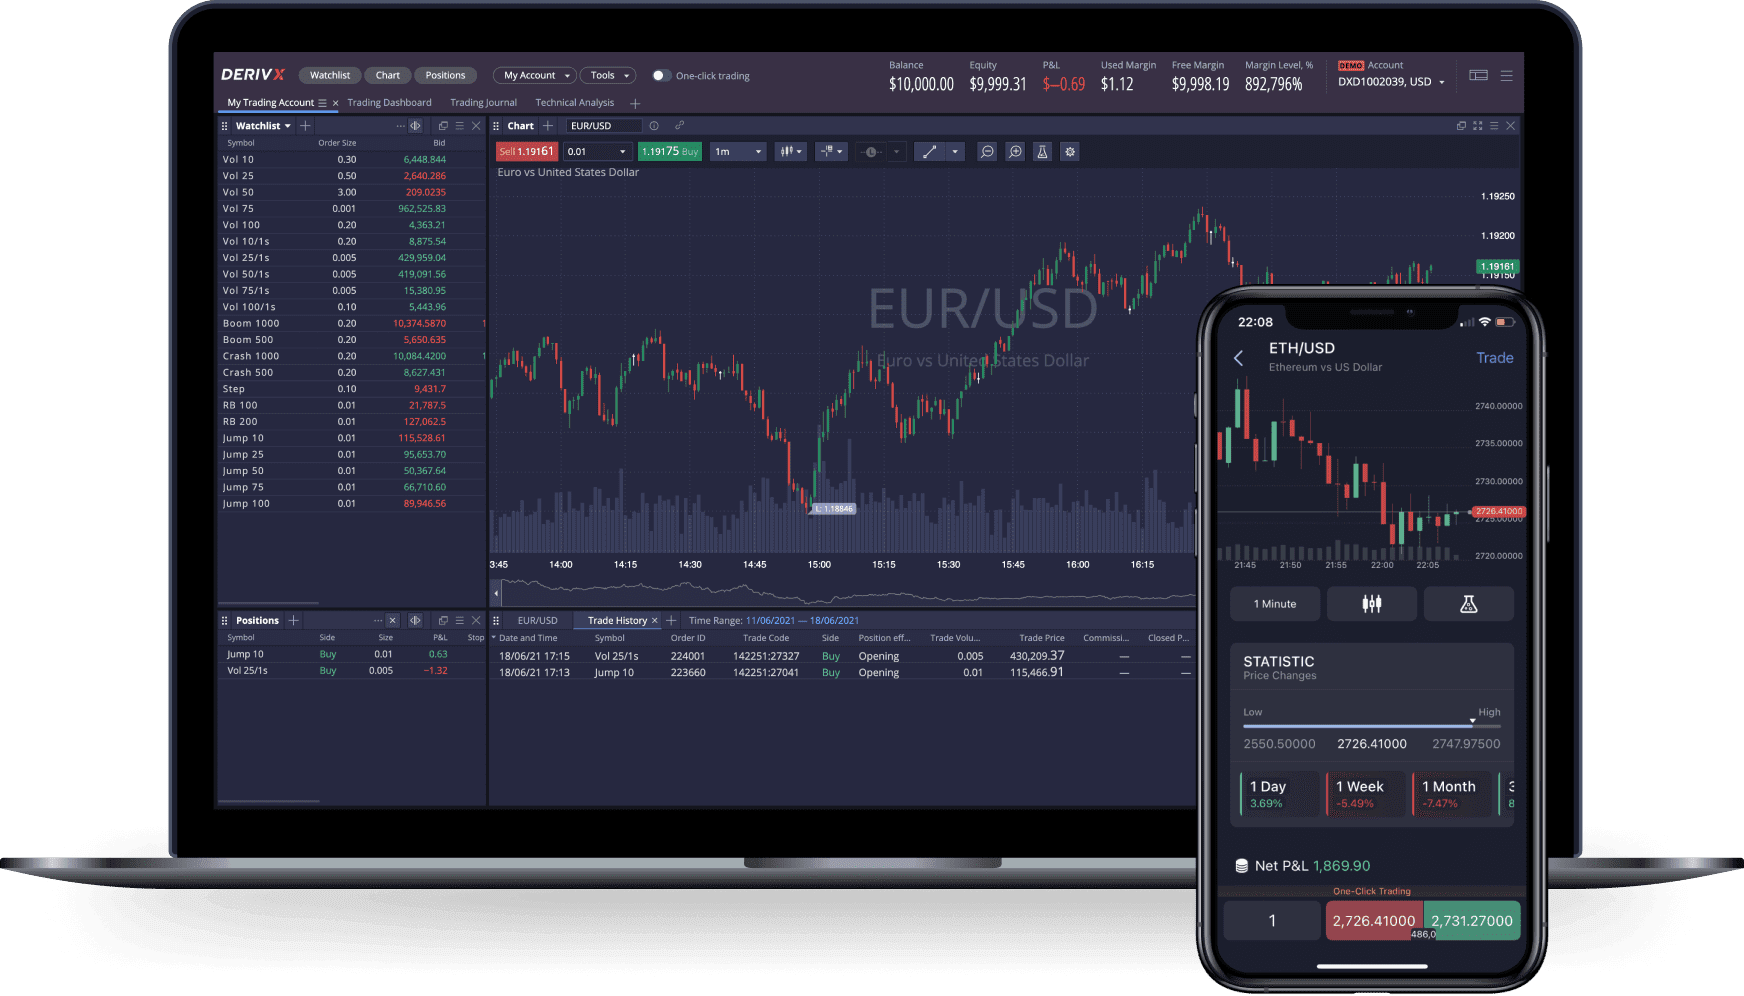 DERIV X Watchlist Chart Positions My Account Tools One-click trading
Balance Equity P&L Used Margin Free Margin Margin Level, % DEMO Account
$10,000.00 $9,999.31 $−0.69 $1.12 $9,998.19 892,796% DXD1002039, USD
My Trading Account Trading Dashboard Trading Journal Technical Analysis
Watchlist
Symbol Order Size Bid
Vol 10 0.30 6,448.844
Vol 25 0.50 2,640.286
Vol 50 3.00 209.0235
Vol 75 0.001 962,525.83
Vol 100 0.20 4,363.21
Vol 10/1s 0.20 8,875.54
Vol 25/1s 0.005 429,959.04
Vol 50/1s 0.005 419,091.56
Vol 75/1s 0.005 15,380.95
Vol 100/1s 0.10 5,443.96
Boom 1000 0.20 10,374.5870 1
Boom 500 0.20 5,650.635
Crash 1000 0.20 10,084.4200 1
Crash 500 0.20 8,627.431
Step 0.10 9,431.7
RB 100 0.01 21,787.5
RB 200 0.01 127,062.5
Jump 10 0.01 115,528.61
Jump 25 0.01 95,653.70
Jump 50 0.01 50,367.64
Jump 75 0.01 66,710.60
Jump 100 0.01 89,946.56
Chart EUR/USD
Sell 1.19161 0.01 1.19175 Buy 1m L
Euro vs United States Dollar
1.19250
1.19200
1.19161
1.19150
EUR/USD
Euro vs United States Dollar
L: 1.18846
3:45 14:00 14:15 14:30 14:45 15:00 15:15 15:30 15:45 16:00 16:15
Positions
Symbol Side Size P&L Stop
Jump 10 Buy 0.01 0.63
Vol 25/1s Buy 0.005 −1.32
EUR/USD Trade History Time Range: 11/06/2021 — 18/06/2021
Date and Time Symbol Order ID Trade Code Side Position eff... Trade Volu... Trade Price Commissi... Closed P...
18/06/21 17:15 Vol 25/1s 224001 142251:27327 Buy Opening 0.005 430,209.37 — —
18/06/21 17:13 Jump 10 223660 142251:27041 Buy Opening 0.01 115,466.91 — —
22:08
ETH/USD
Ethereum vs US Dollar
Trade
2740.00000
2735.00000
2730.00000
2726.41000
2725.00000
2720.00000
21:45 21:50 21:55 22:00 22:05
1 Minute
STATISTIC
Price Changes
Low High
2550.50000 2726.41000 2747.97500
1 Day 1 Week 1 Month 3
3.69% -5.49% -7.47% 8
Net P&L 1,869.90
One-Click Trading
1 2,726.41000 2,731.27000
486,0